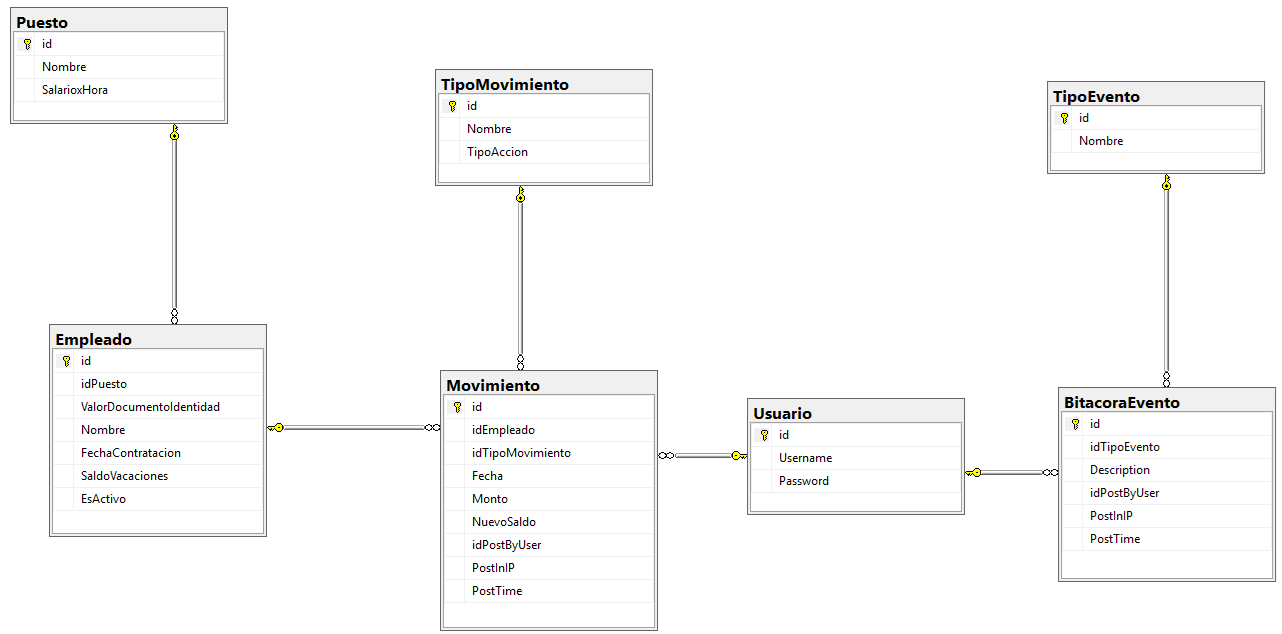 Puesto
id
Nombre
SalarioxHora
TipoMovimiento
id
Nombre
TipoAccion
TipoEvento
id
Nombre
Empleado
id
idPuesto
ValorDocumentoIdentidad
Nombre
FechaContratacion
SaldoVacaciones
EsActivo
Movimiento
id
idEmpleado
idTipoMovimiento
Fecha
Monto
NuevoSaldo
idPostByUser
PostInIP
PostTime
Usuario
id
Username
Password
BitacoraEvento
id
idTipoEvento
Description
idPostByUser
PostInIP
PostTime